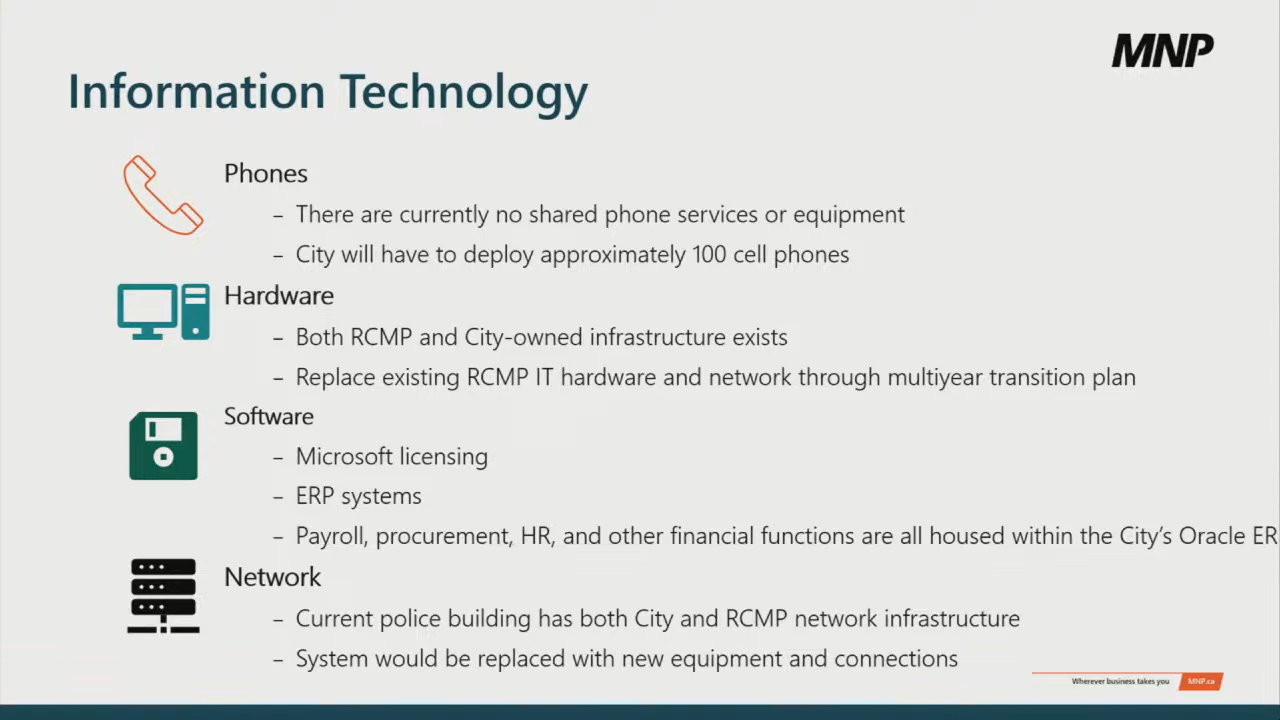 MNP
Information Technology
Phones
– There are currently no shared phone services or equipment
– City will have to deploy approximately 100 cell phones
Hardware
– Both RCMP and City-owned infrastructure exists
– Replace existing RCMP IT hardware and network through multiyear transition plan
Software
– Microsoft licensing
– ERP systems
– Payroll, procurement, HR, and other financial functions are all housed within the City’s Oracle ER
Network
– Current police building has both City and RCMP network infrastructure
– System would be replaced with new equipment and connections
Wherever business takes you
MNP.ca